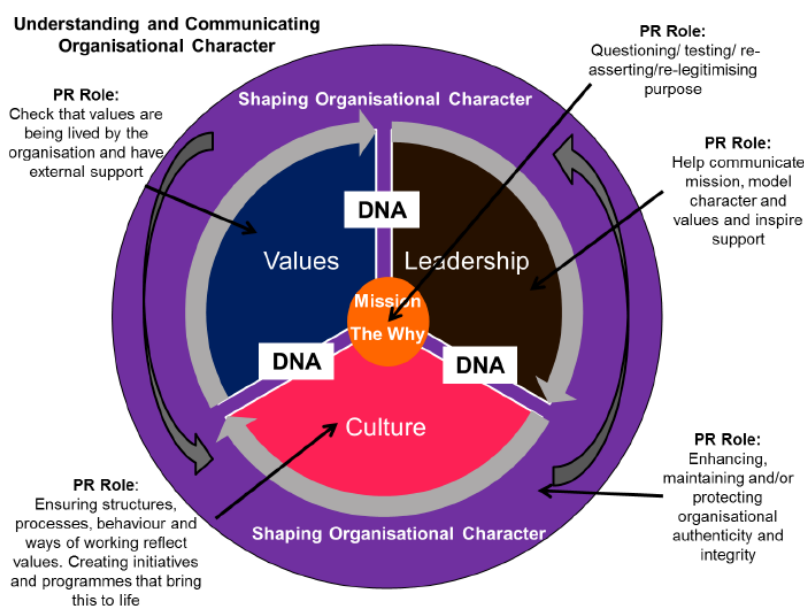 Understanding and Communicating
Organisational Character
PR Role:
Check that values are
being lived by the
organisation and have
external support
PR Role:
Questioning/ testing/ re-
asserting/re-legitimising
purpose
Shaping Organisational Character
PR Role:
Help communicate
mission, model
character and
values and inspire
support
DNA
Values
Leadership
Mission
The Why
DNA
DNA
Culture
PR Role:
Ensuring structures,
processes, behaviour and
ways of working reflect
values. Creating initiatives
and programmes that bring
this to life
Shaping Organisational Character
PR Role:
Enhancing,
maintaining and/or
protecting
organisational
authenticity and
integrity